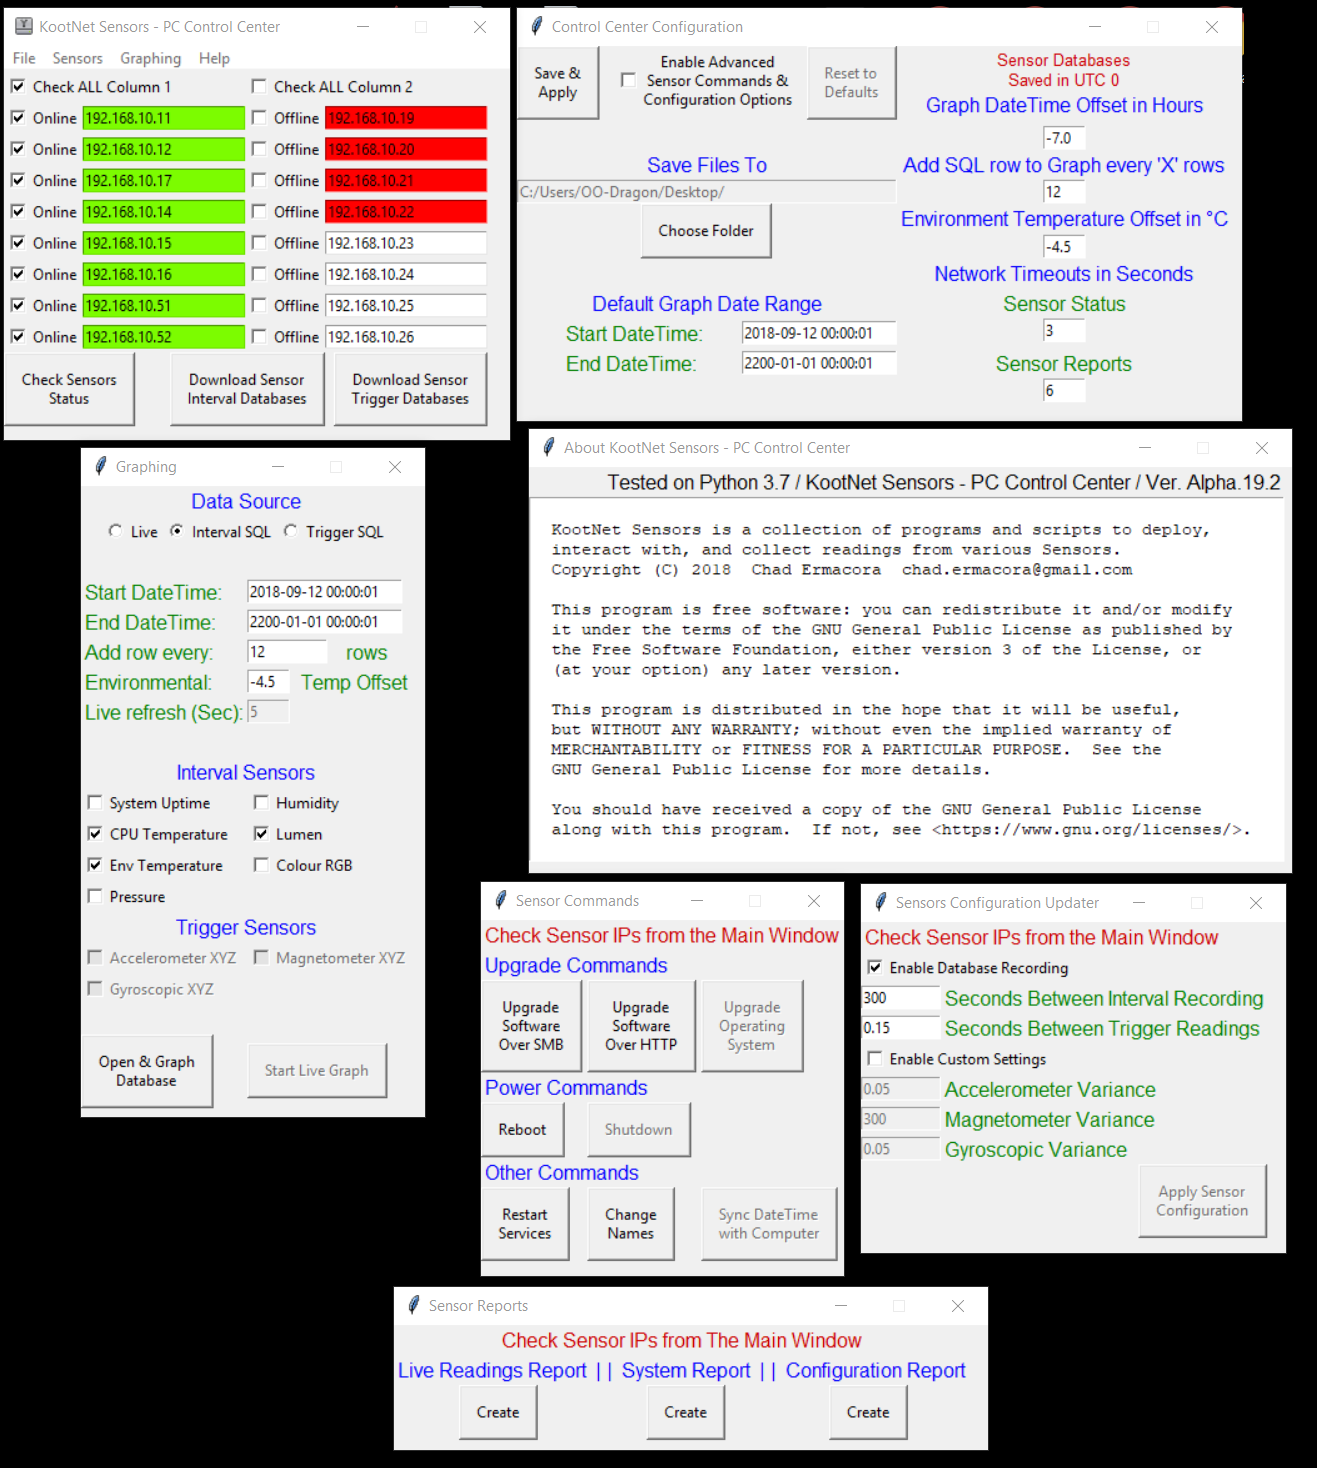 KootNet Sensors - PC Control Center
File Sensors Graphing Help
Check ALL Column 1 Check ALL Column 2
Online 192.168.10.11 Offline 192.168.10.19
Online 192.168.10.12 Offline 192.168.10.20
Online 192.168.10.17 Offline 192.168.10.21
Online 192.168.10.14 Offline 192.168.10.22
Online 192.168.10.15 Offline 192.168.10.23
Online 192.168.10.16 Offline 192.168.10.24
Online 192.168.10.51 Offline 192.168.10.25
Online 192.168.10.52 Offline 192.168.10.26
Check Sensors
Status
Download Sensor
Interval Databases
Download Sensor
Trigger Databases
Control Center Configuration
Save &
Apply
Enable Advanced
Sensor Commands &
Configuration Options
Reset to
Defaults
Save Files To
C:/Users/OO-Dragon/Desktop/
Choose Folder
Default Graph Date Range
Start DateTime: 2018-09-12 00:00:01
End DateTime: 2200-01-01 00:00:01
Sensor Databases
Saved in UTC 0
Graph DateTime Offset in Hours
-7.0
Add SQL row to Graph every 'X' rows
12
Environment Temperature Offset in °C
-4.5
Network Timeouts in Seconds
Sensor Status
3
Sensor Reports
6
Graphing
Data Source
Live Interval SQL Trigger SQL
Start DateTime: 2018-09-12 00:00:01
End DateTime: 2200-01-01 00:00:01
Add row every: 12 rows
Environmental: -4.5 Temp Offset
Live refresh (Sec): 5
Interval Sensors
System Uptime Humidity
CPU Temperature Lumen
Env Temperature Colour RGB
Pressure
Trigger Sensors
Accelerometer XYZ Magnetometer XYZ
Gyroscopic XYZ
Open & Graph
Database
Start Live Graph
About KootNet Sensors - PC Control Center
Tested on Python 3.7 / KootNet Sensors - PC Control Center / Ver. Alpha.19.2
KootNet Sensors is a collection of programs and scripts to deploy,
interact with, and collect readings from various Sensors.
Copyright (C) 2018  Chad Ermacora  chad.ermacora@gmail.com
This program is free software: you can redistribute it and/or modify
it under the terms of the GNU General Public License as published by
the Free Software Foundation, either version 3 of the License, or
(at your option) any later version.
This program is distributed in the hope that it will be useful,
but WITHOUT ANY WARRANTY; without even the implied warranty of
MERCHANTABILITY or FITNESS FOR A PARTICULAR PURPOSE.  See the
GNU General Public License for more details.
You should have received a copy of the GNU General Public License
along with this program.  If not, see <https://www.gnu.org/licenses/>.
Sensor Commands
Check Sensor IPs from the Main Window
Upgrade Commands
Upgrade
Software
Over SMB
Upgrade
Software
Over HTTP
Upgrade
Operating
System
Power Commands
Reboot Shutdown
Other Commands
Restart
Services
Change
Names
Sync DateTime
with Computer
Sensors Configuration Updater
Check Sensor IPs from the Main Window
Enable Database Recording
300 Seconds Between Interval Recording
0.15 Seconds Between Trigger Readings
Enable Custom Settings
0.05 Accelerometer Variance
300 Magnetometer Variance
0.05 Gyroscopic Variance
Apply Sensor
Configuration
Sensor Reports
Check Sensor IPs from The Main Window
Live Readings Report || System Report || Configuration Report
Create Create Create